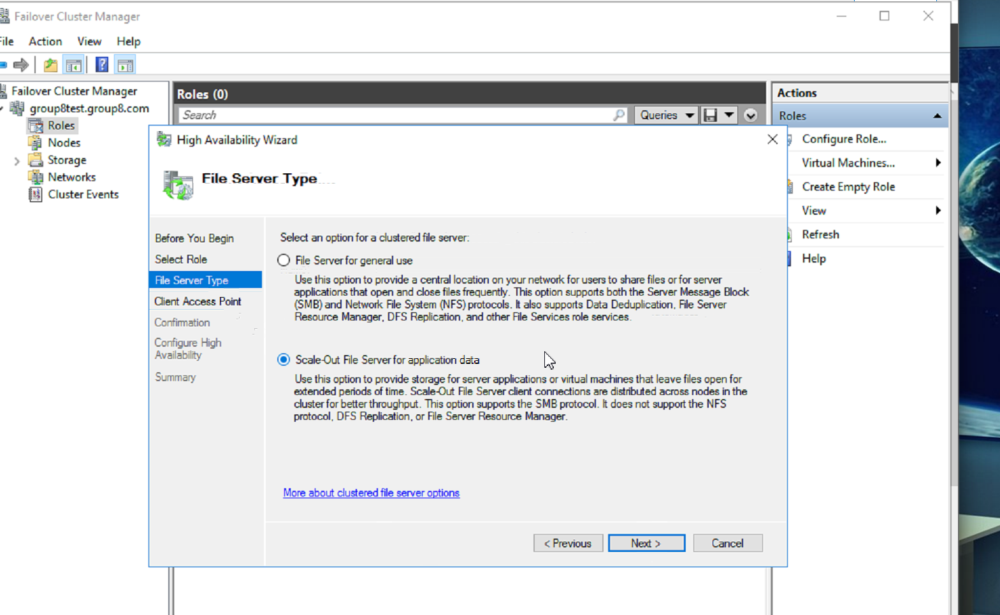 Failover Cluster Manager
File Action View Help
Failover Cluster Manager
group8test.group8.com
Roles
Nodes
Storage
Networks
Cluster Events
Roles (0)
Search
Queries
Actions
Roles
Configure Role...
Virtual Machines...
Create Empty Role
View
Refresh
Help
High Availability Wizard
File Server Type
Before You Begin
Select Role
File Server Type
Client Access Point
Confirmation
Configure High
Availability
Summary
Select an option for a clustered file server:
File Server for general use
Use this option to provide a central location on your network for users to share files or for server
applications that open and close files frequently. This option supports both the Server Message Block
(SMB) and Network File System (NFS) protocols. It also supports Data Deduplication, File Server
Resource Manager, DFS Replication, and other File Services role services.
Scale-Out File Server for application data
Use this option to provide storage for server applications or virtual machines that leave files open for
extended periods of time. Scale-Out File Server client connections are distributed across nodes in the
cluster for better throughput. This option supports the SMB protocol. It does not support the NFS
protocol, DFS Replication, or File Server Resource Manager.
More about clustered file server options
< Previous
Next >
Cancel